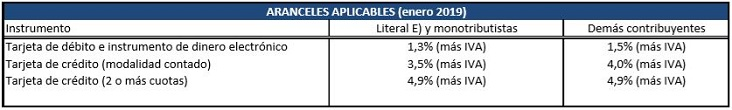 ARANCELES APLICABLES (enero 2019)
Instrumento Literal E) y monotributistas Demás contribuyentes
Tarjeta de débito e instrumento de dinero electrónico 1,3% (más IVA) 1,5% (más IVA)
Tarjeta de crédito (modalidad contado) 3,5% (más IVA) 4,0% (más IVA)
Tarjeta de crédito (2 o más cuotas) 4,9% (más IVA) 4,9% (más IVA)